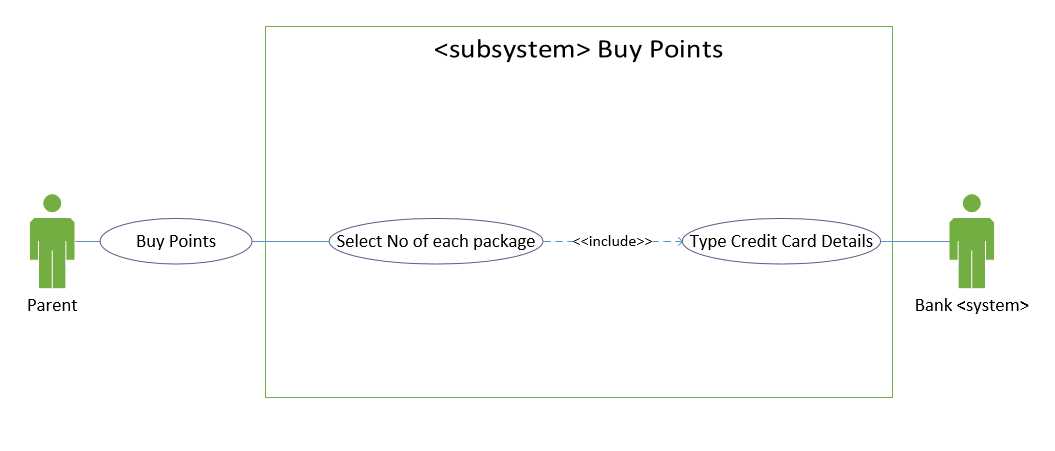 <subsystem> Buy Points
Buy Points
Select No of each package
<<include>>
Type Credit Card Details
Parent
Bank <system>